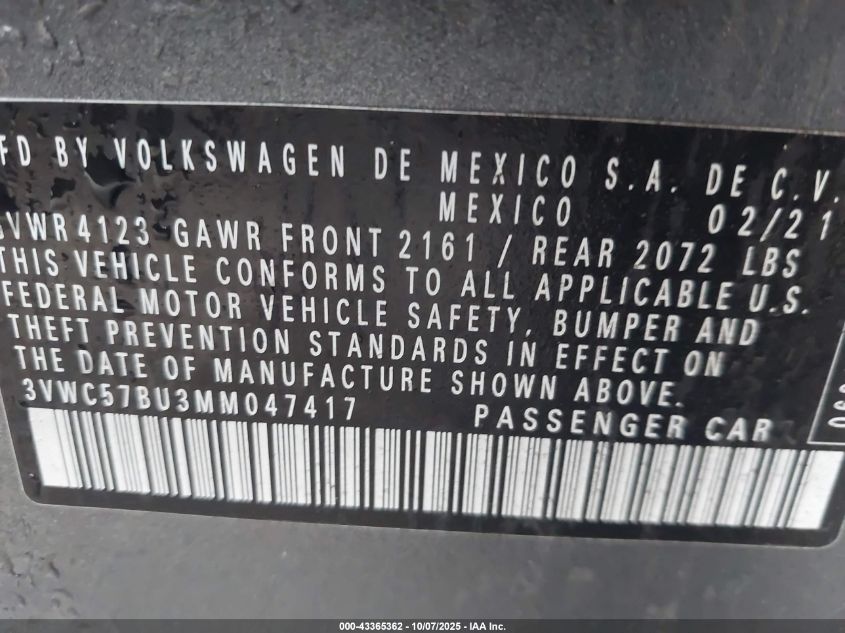 FD BY VOLKSWAGEN DE MEXICO S.A. DE C.V.
MEXICO 02/21
GVWR 4123 GAWR FRONT 2161 / REAR 2072 LBS
THIS VEHICLE CONFORMS TO ALL APPLICABLE U.S.
FEDERAL MOTOR VEHICLE SAFETY, BUMPER AND
THEFT PREVENTION STANDARDS IN EFFECT ON
THE DATE OF MANUFACTURE SHOWN ABOVE.
3VWC57BU3MM047417 PASSENGER CAR
000-43365362 - 10/07/2025 - IAA Inc.